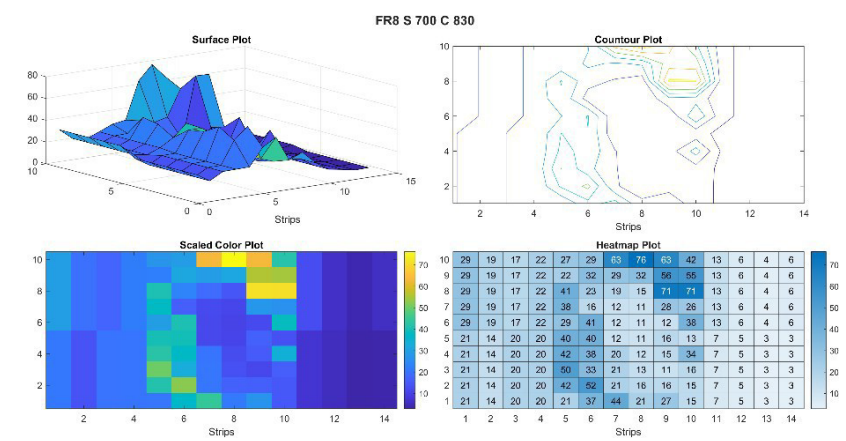 FR8 S 700 C 830
Surface Plot
80
60
40
20
0
10
5
0
0
5
10
15
Strips
Countour Plot
10
8
6
4
2
2 4 6 8 10 12 14
Strips
Scaled Color Plot
10
8
6
4
2
2 4 6 8 10 12 14
Strips
70
60
50
40
30
20
10
Heatmap Plot
10 29 19 17 22 27 29 63 76 63 42 13 6 4 6
9 29 19 17 22 22 32 29 32 56 55 13 6 4 6
8 29 19 17 22 41 23 19 15 71 71 13 6 4 6
7 29 19 17 22 38 16 12 11 28 26 13 6 4 6
6 29 19 17 22 29 41 12 11 12 38 13 6 4 6
5 21 14 20 20 40 40 12 11 16 13 7 5 3 3
4 21 14 20 20 42 38 20 12 15 34 7 5 3 3
3 21 14 20 20 50 33 21 13 11 16 7 5 3 3
2 21 14 20 20 42 52 21 16 16 15 7 5 3 3
1 21 14 20 20 21 37 44 21 27 15 7 5 3 3
1 2 3 4 5 6 7 8 9 10 11 12 13 14
Strips
70
60
50
40
30
20
10